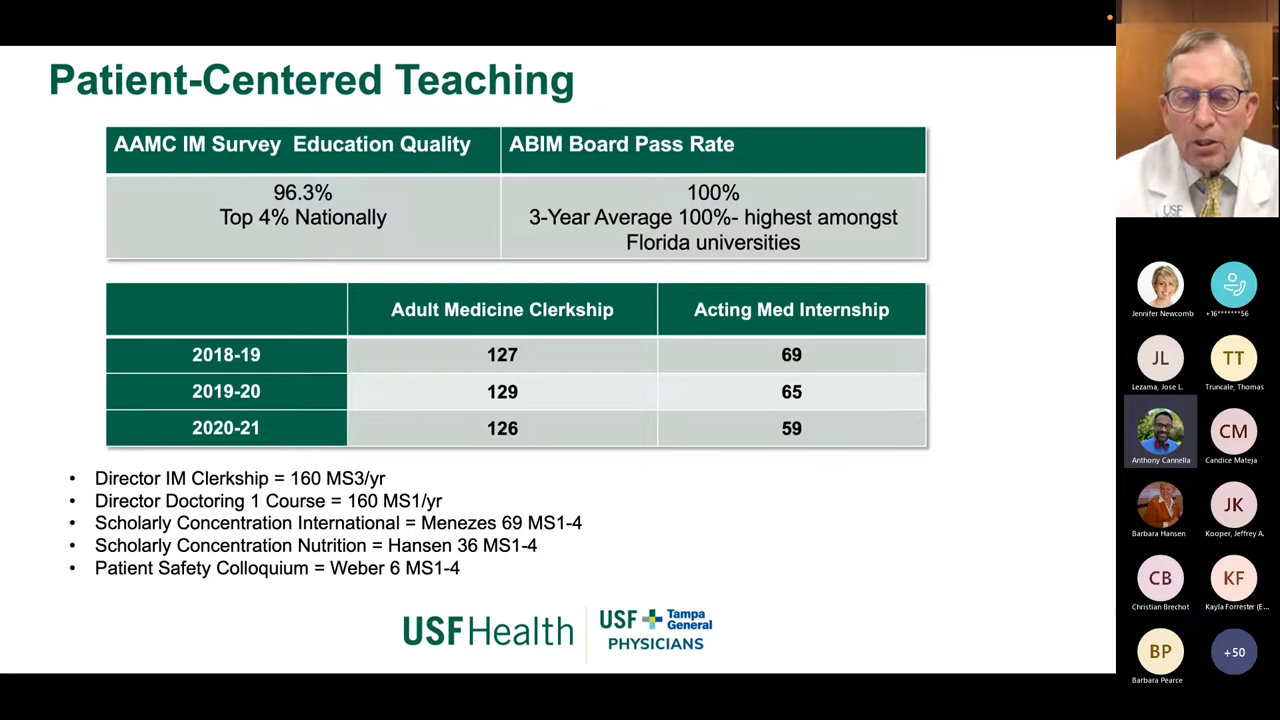 Patient-Centered Teaching
AAMC IM Survey Education Quality
ABIM Board Pass Rate
96.3%
Top 4% Nationally
100%
3-Year Average 100%- highest amongst
Florida universities
Adult Medicine Clerkship
Acting Med Internship
2018-19
127
69
2019-20
129
65
2020-21
126
59
• Director IM Clerkship = 160 MS3/yr
• Director Doctoring 1 Course = 160 MS1/yr
• Scholarly Concentration International = Menezes 69 MS1-4
• Scholarly Concentration Nutrition = Hansen 36 MS1-4
• Patient Safety Colloquium = Weber 6 MS1-4
USFHealth
USF Tampa
General
PHYSICIANS
USF
Jennifer Newcomb
+16*******56
JL
Lezama, Jose L.
TT
Truncale, Thomas
Anthony Cannella
CM
Candice Mateja
Barbara Hansen
JK
Kooper, Jeffrey A.
CB
Christian Brechot
KF
Kayla Forrester (E...
BP
Barbara Pearce
+50